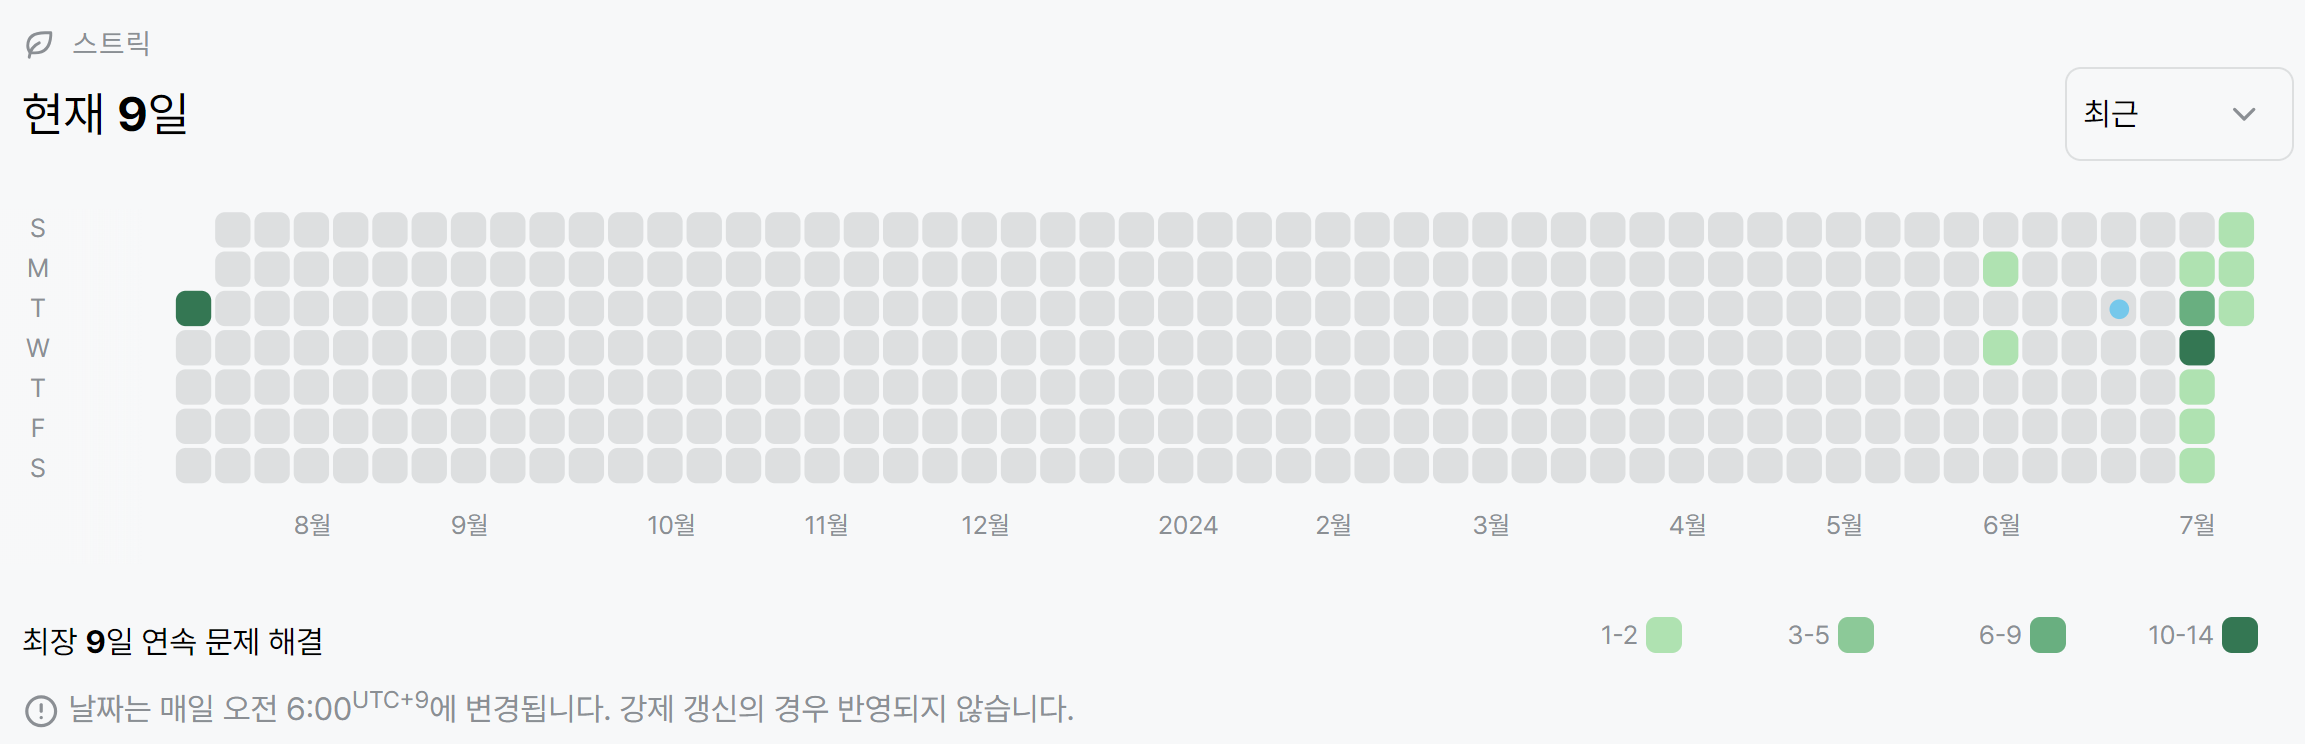 스트릭
현재 9일
최근
S
M
T
W
T
F
S
8월 9월 10월 11월 12월 2024 2월 3월 4월 5월 6월 7월
최장 9일 연속 문제 해결
1-2 3-5 6-9 10-14
날짜는 매일 오전 6:00UTC+9에 변경됩니다. 강제 갱신의 경우 반영되지 않습니다.